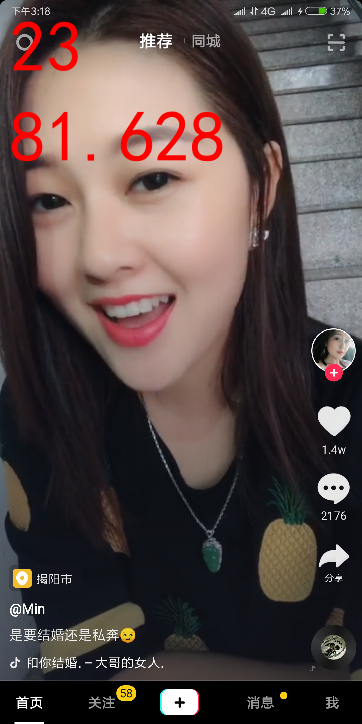 下午3:18
4G
37%
23
推荐
同城
81.628
1.4w
2176
分享
揭阳市
@Min
是要结婚还是私奔😏
和你结婚. – 大哥的女人.
首页
关注
58
消息
我